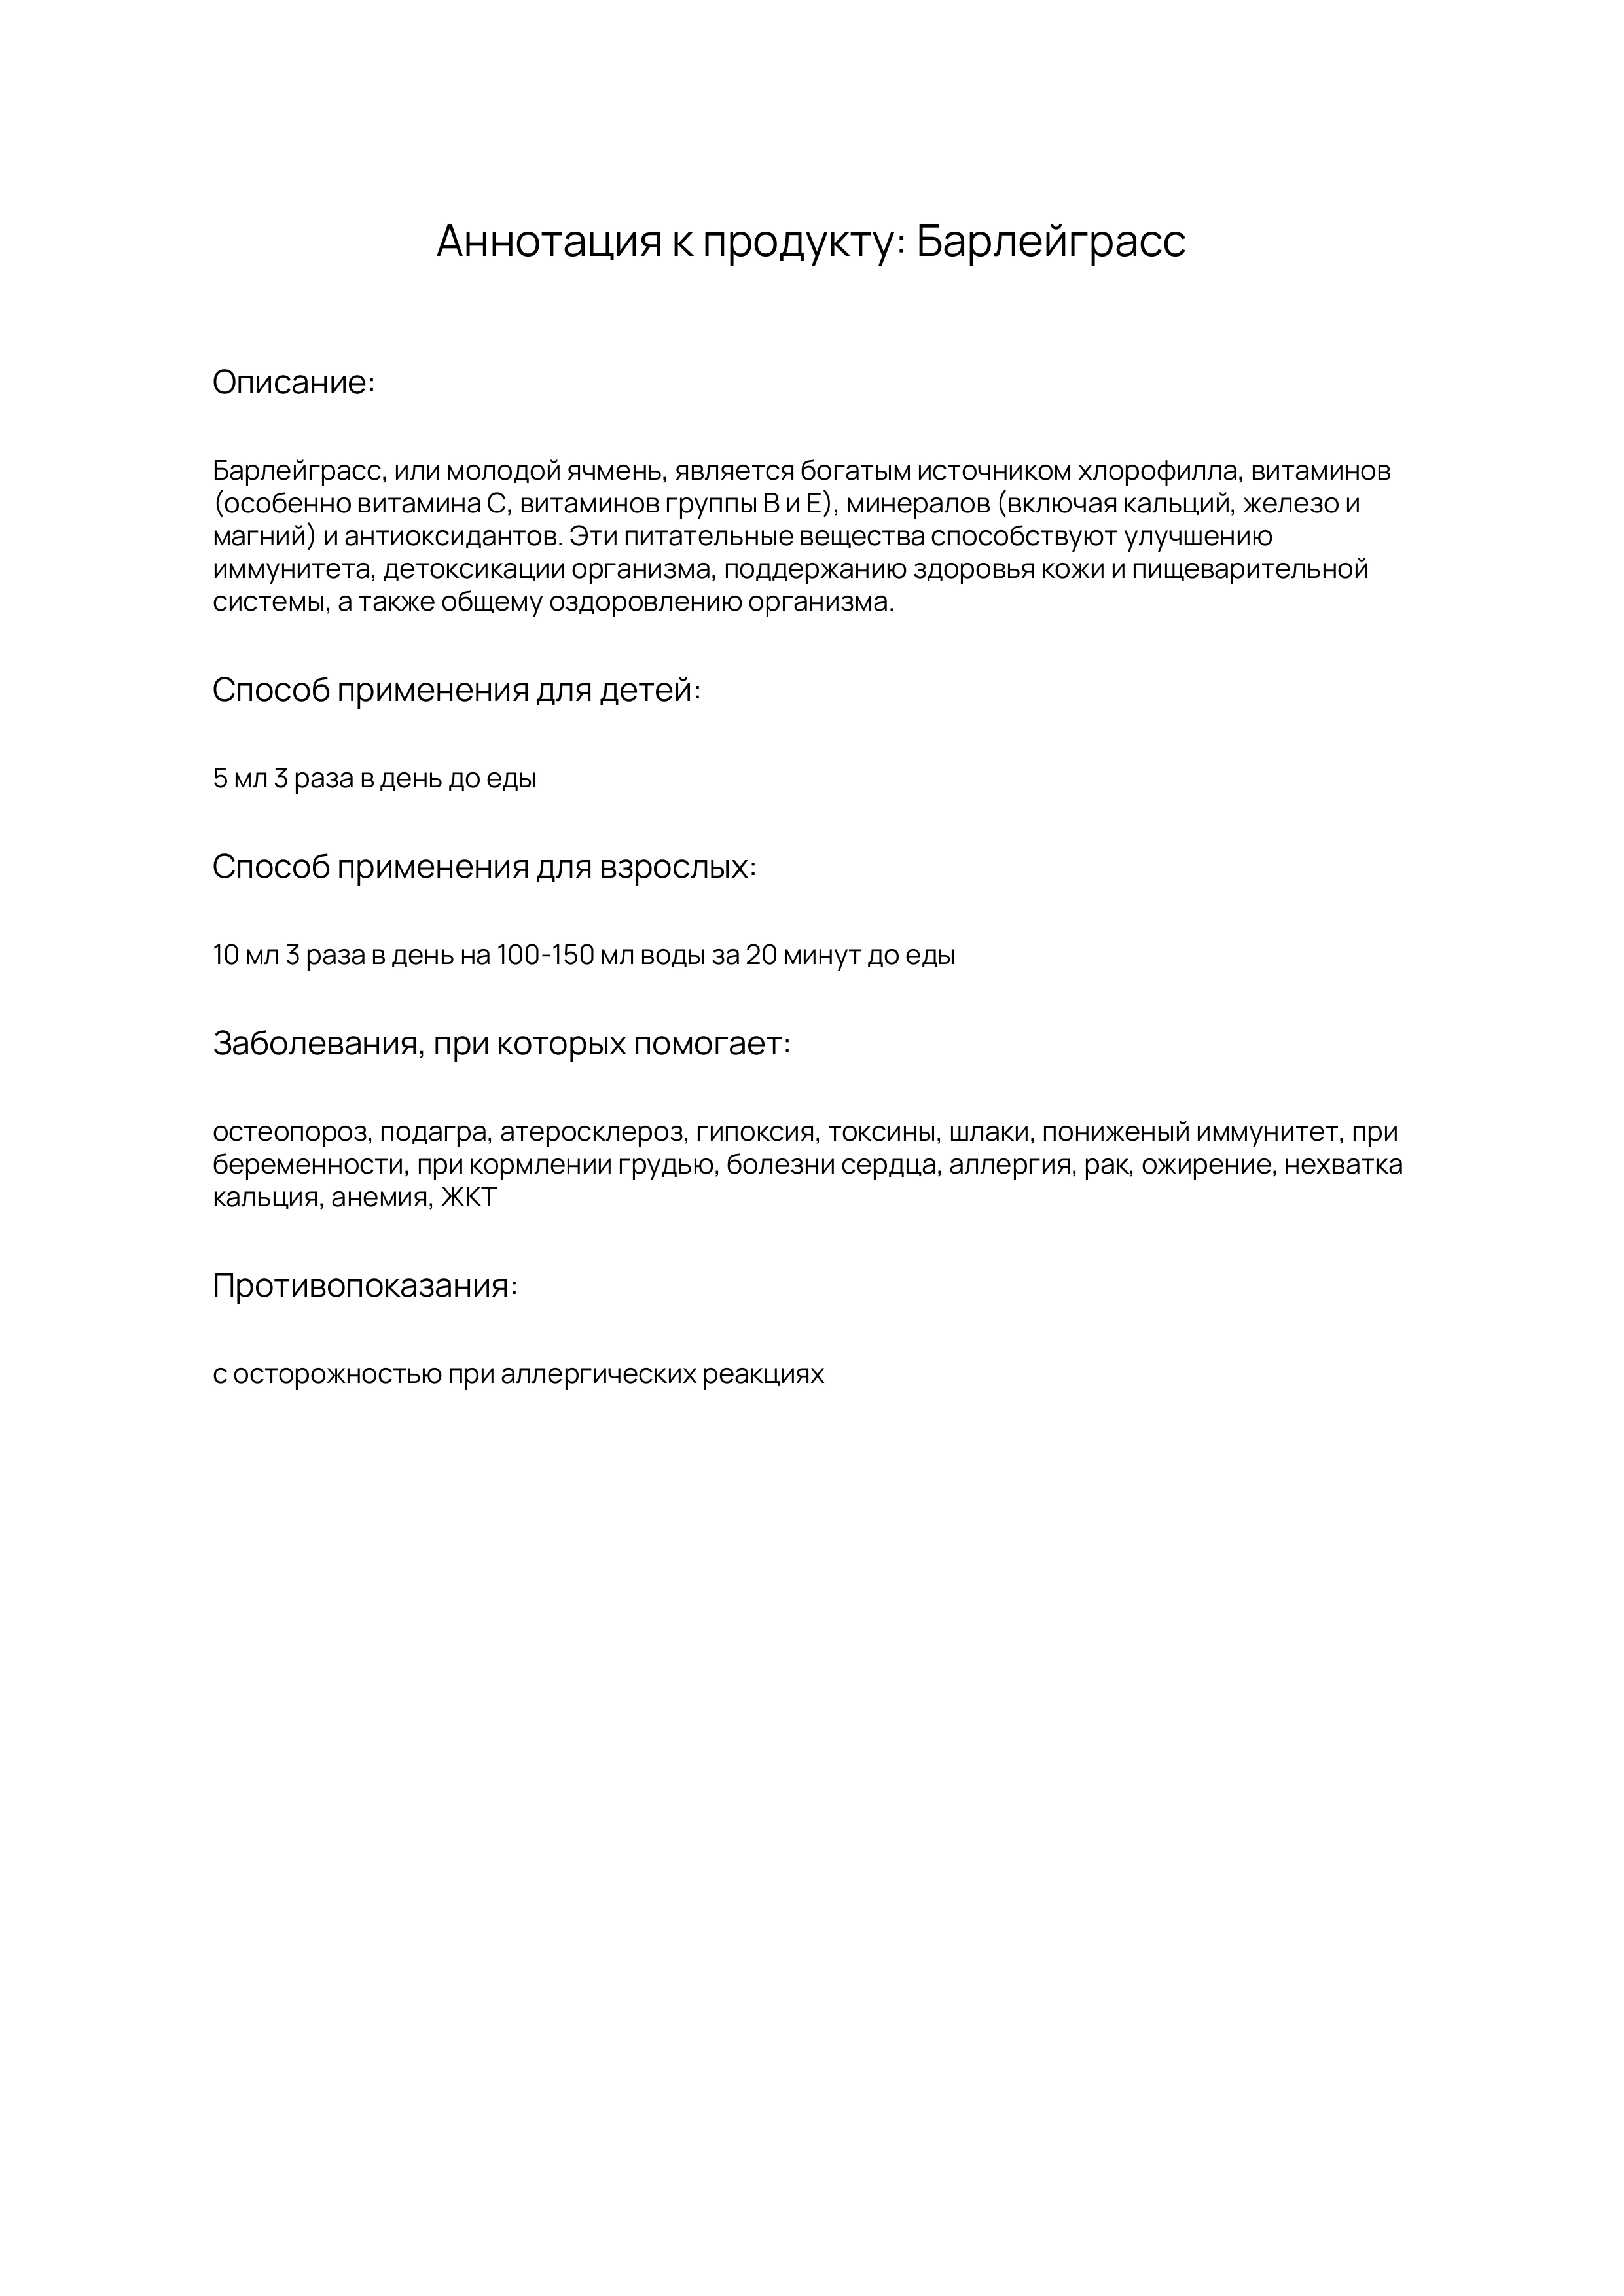 Аннотация к продукту: Барлейграсс
Описание:
Барлейграсс, или молодой ячмень, является богатым источником хлорофилла, витаминов
(особенно витамина С, витаминов группы В и Е), минералов (включая кальций, железо и
магний) и антиоксидантов. Эти питательные вещества способствуют улучшению
иммунитета, детоксикации организма, поддержанию здоровья кожи и пищеварительной
системы, а также общему оздоровлению организма.
Способ применения для детей:
5 мл 3 раза в день до еды
Способ применения для взрослых:
10 мл 3 раза в день на 100-150 мл воды за 20 минут до еды
Заболевания, при которых помогает:
остеопороз, подагра, атеросклероз, гипоксия, токсины, шлаки, пониженый иммунитет, при
беременности, при кормлении грудью, болезни сердца, аллергия, рак, ожирение, нехватка
кальция, анемия, ЖКТ
Противопоказания:
с осторожностью при аллергических реакциях